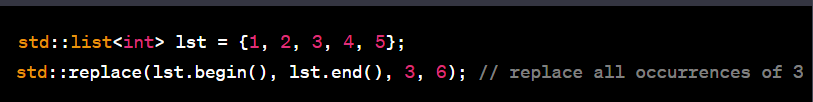 std::list<int> lst = {1, 2, 3, 4, 5};
std::replace(lst.begin(), lst.end(), 3, 6); // replace all occurrences of 3